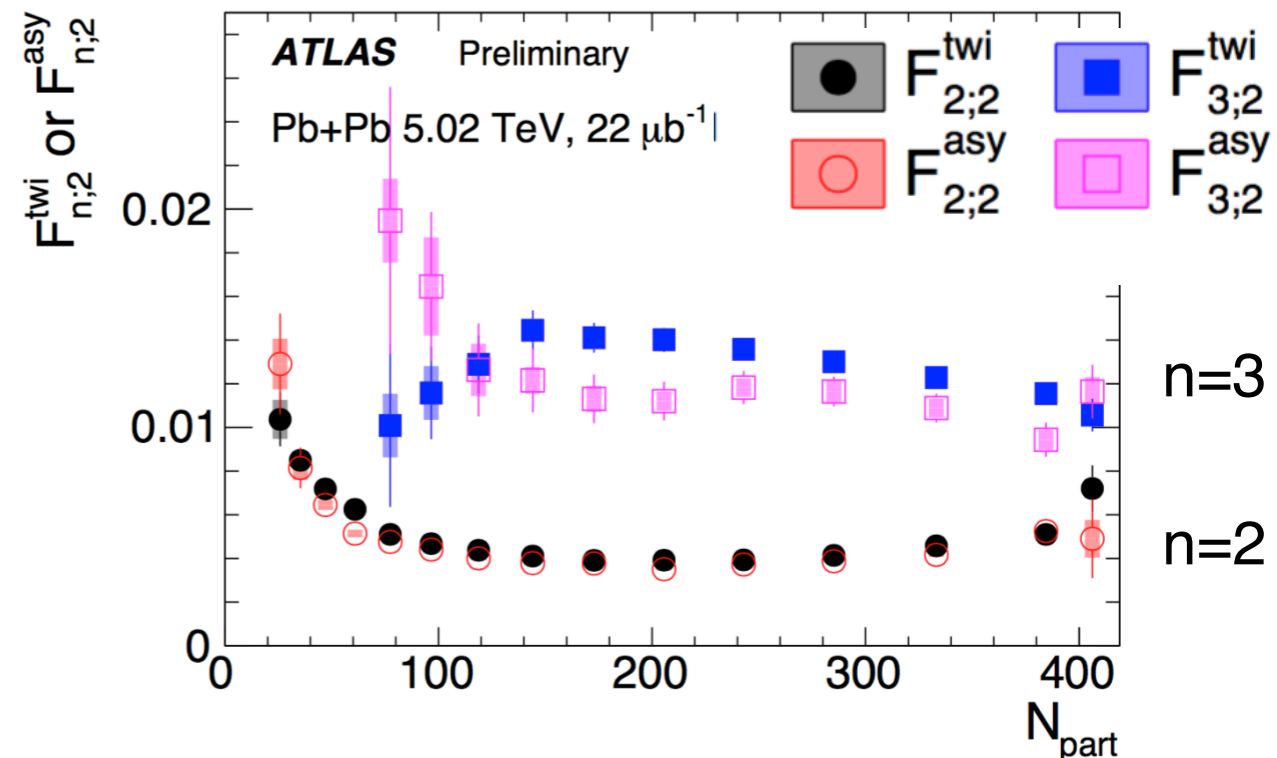 F^twi_n;2 or F^asy_n;2
ATLAS Preliminary
Pb+Pb 5.02 TeV, 22 μb^-1
F^twi_2;2
F^twi_3;2
F^asy_2;2
F^asy_3;2
0.02
0.01
0
n=3
n=2
0 100 200 300 400
N_part